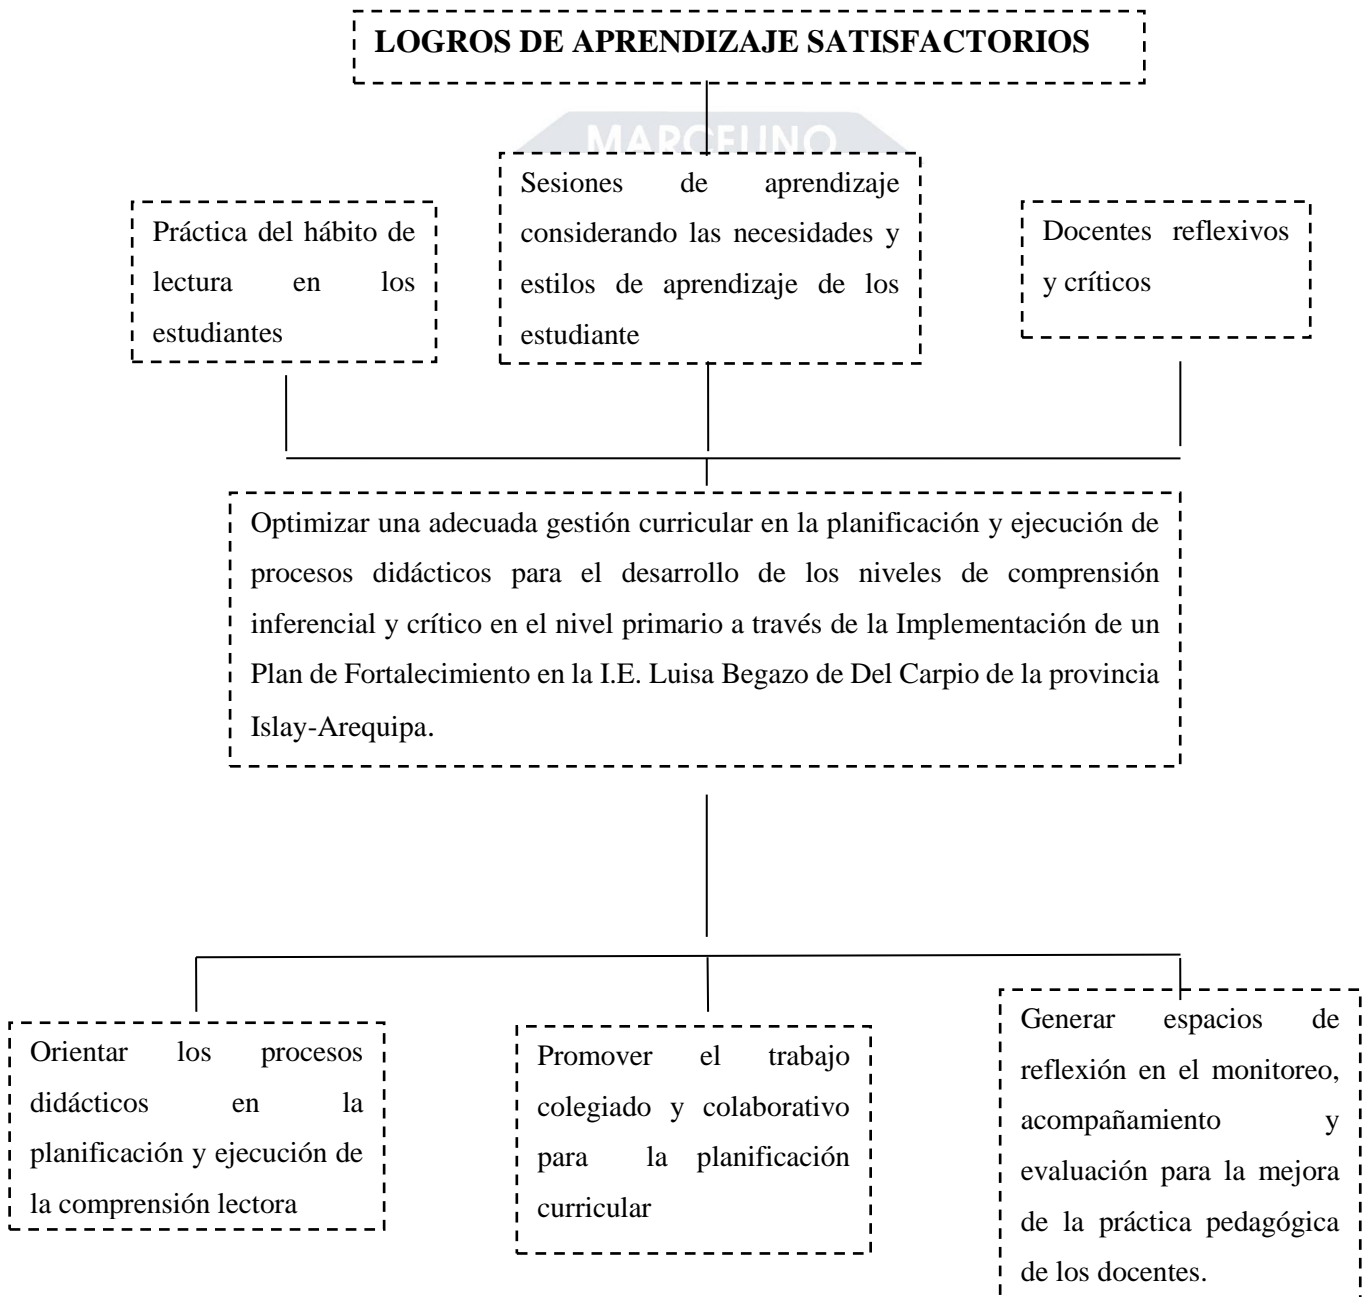 LOGROS DE APRENDIZAJE SATISFACTORIOS
MARCELINO
Práctica del hábito de
lectura en los
estudiantes
Sesiones de aprendizaje
considerando las necesidades y
estilos de aprendizaje de los
estudiante
Docentes reflexivos
y críticos
Optimizar una adecuada gestión curricular en la planificación y ejecución de
procesos didácticos para el desarrollo de los niveles de comprensión
inferencial y crítico en el nivel primario a través de la Implementación de un
Plan de Fortalecimiento en la I.E. Luisa Begazo de Del Carpio de la provincia
Islay-Arequipa.
Orientar los procesos
didácticos en la
planificación y ejecución de
la comprensión lectora
Promover el trabajo
colegiado y colaborativo
para la planificación
curricular
Generar espacios de
reflexión en el monitoreo,
acompañamiento y
evaluación para la mejora
de la práctica pedagógica
de los docentes.